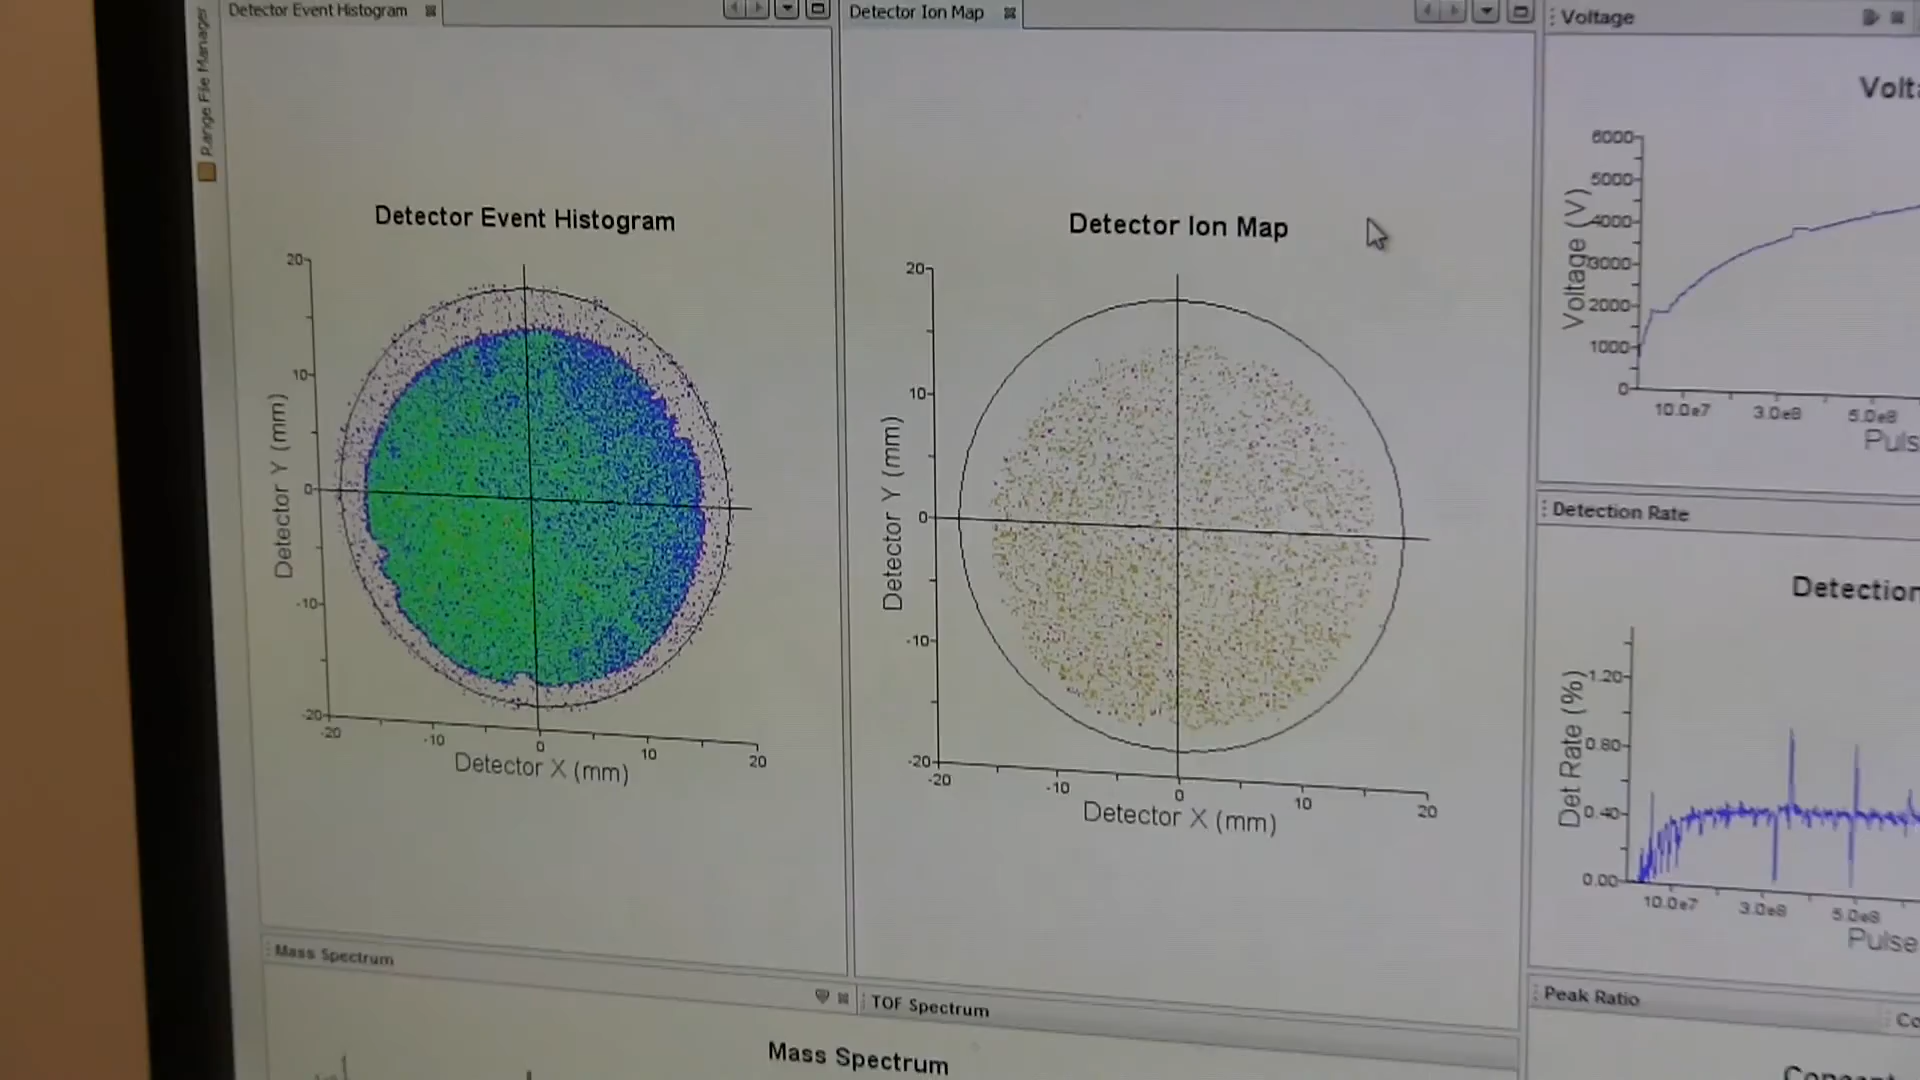 Range File Manager
Detector Event Histogram
Detector Event Histogram
20
10
0
-10
-20
Detector Y (mm)
-20
-10
0
10
20
Detector X (mm)
Detector Ion Map
Detector Ion Map
20
10
0
-10
-20
Detector Y (mm)
-20
-10
0
10
20
Detector X (mm)
Voltage
Volta
6000
5000
4000
3000
2000
1000
0
Voltage (V)
10.0e7
3.0e8
5.0e8
Puls
Detection Rate
Detection
1.20
0.80
0.40
0.00
Det Rate (%)
10.0e7
3.0e8
5.0e8
Pulse
Mass Spectrum
Mass Spectrum
TOF Spectrum
Peak Ratio
Co